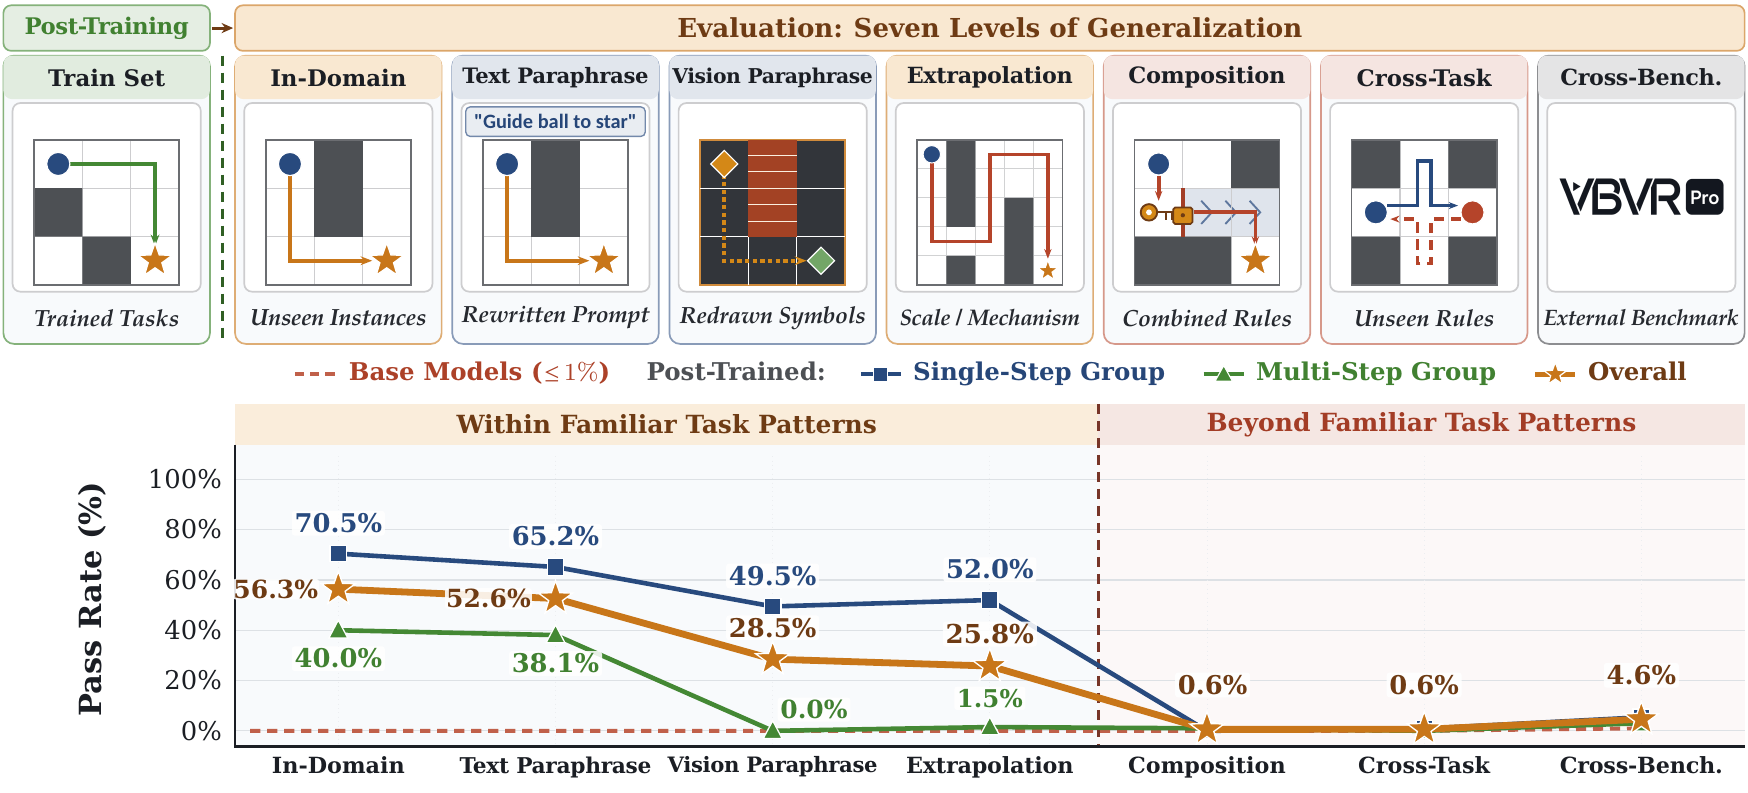 Post-Training
Evaluation: Seven Levels of Generalization
Train Set
In-Domain
Text Paraphrase
Vision Paraphrase
Extrapolation
Composition
Cross-Task
Cross-Bench.
"Guide ball to star"
VBVR Pro
Trained Tasks
Unseen Instances
Rewritten Prompt
Redrawn Symbols
Scale / Mechanism
Combined Rules
Unseen Rules
External Benchmark
Base Models (≤ 1%)
Post-Trained:
Single-Step Group
Multi-Step Group
Overall
Within Familiar Task Patterns
Beyond Familiar Task Patterns
Pass Rate (%)
100%
80%
60%
40%
20%
0%
70.5%
65.2%
49.5%
52.0%
56.3%
52.6%
28.5%
25.8%
0.6%
0.6%
4.6%
40.0%
38.1%
0.0%
1.5%
In-Domain
Text Paraphrase
Vision Paraphrase
Extrapolation
Composition
Cross-Task
Cross-Bench.